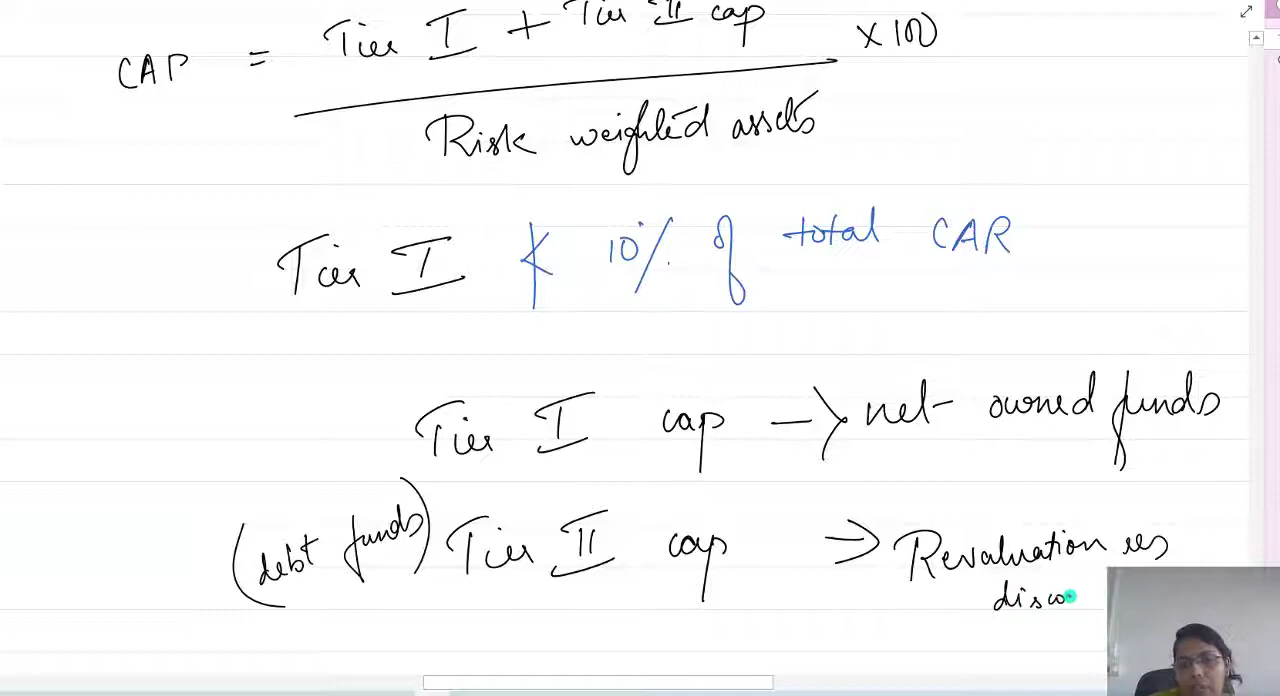 Tier I + Tier II cap
CAP = ×100
Risk weighted assets
Tier I ≮ 10% of total CAR
Tier I cap → net owned funds
(debt funds) Tier II cap → Revaluation res
disco